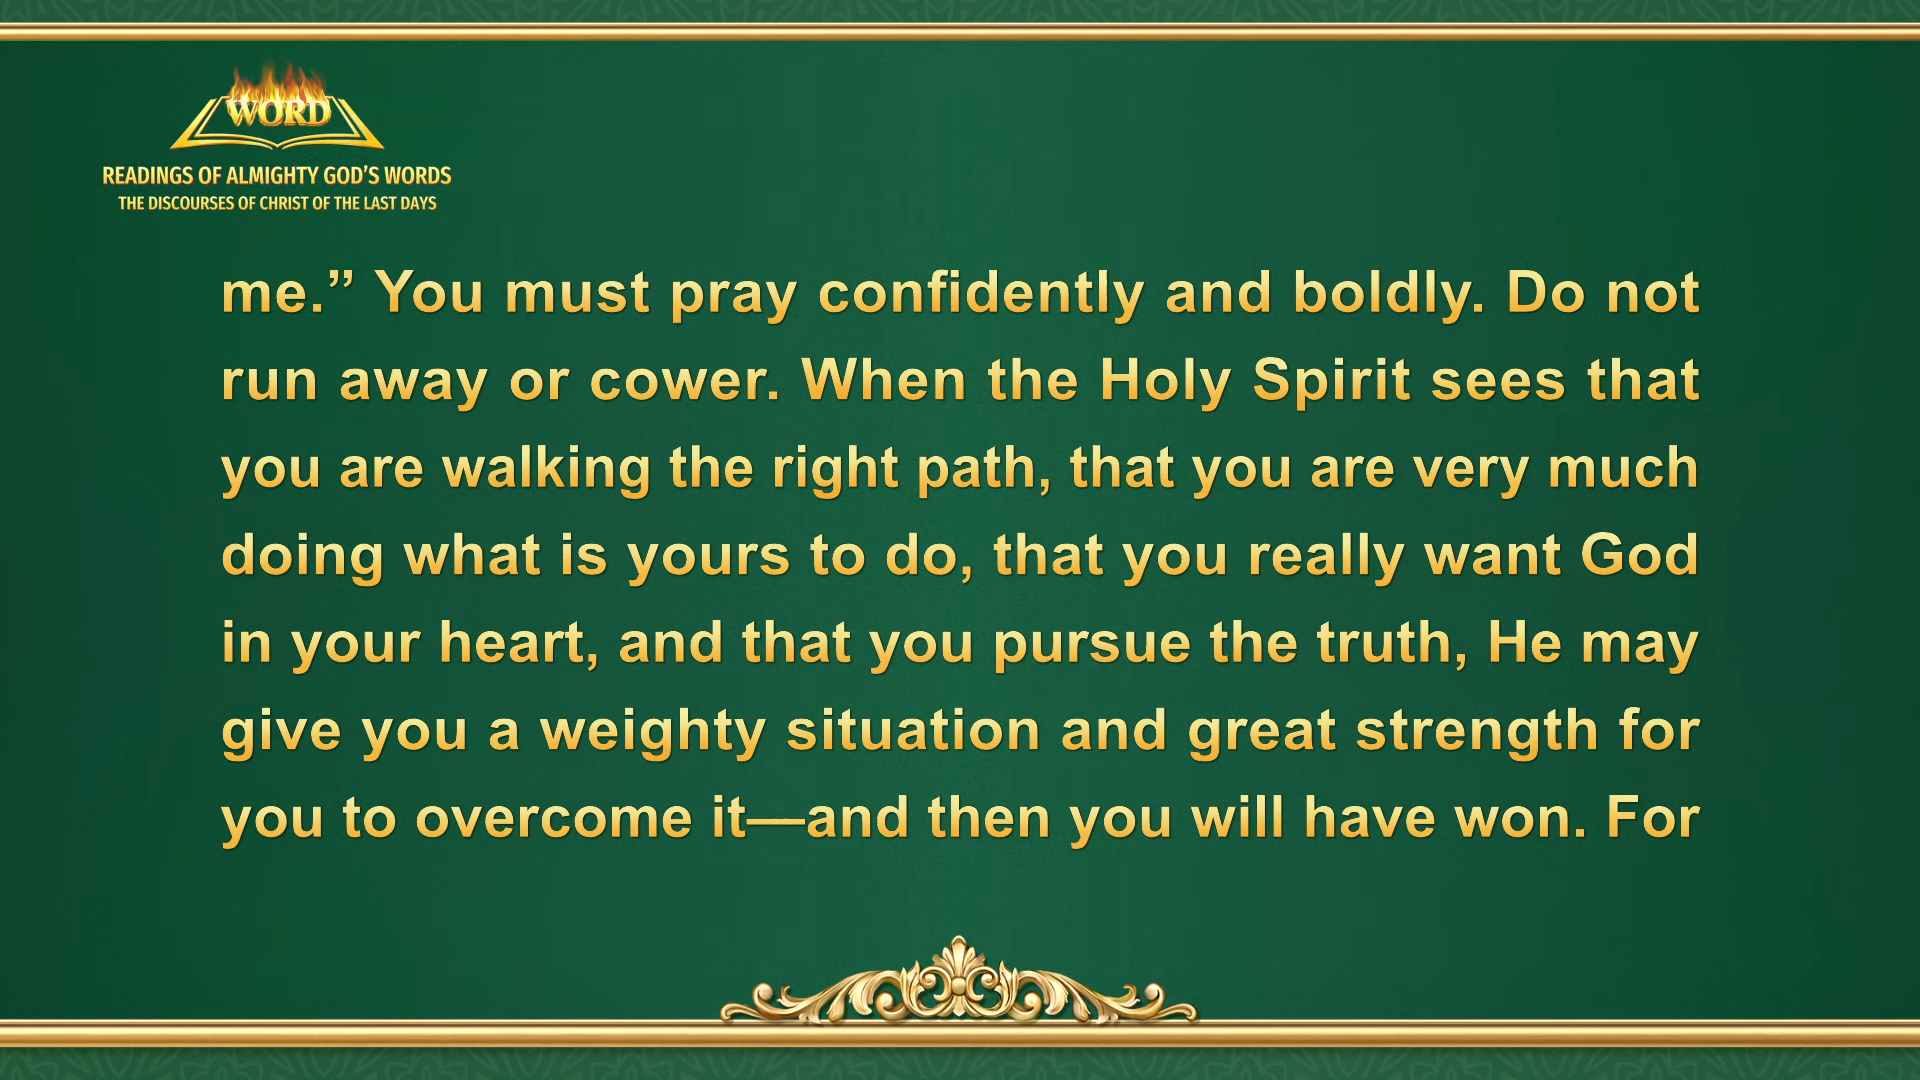 WORD
READINGS OF ALMIGHTY GOD'S WORDS
THE DISCOURSES OF CHRIST OF THE LAST DAYS
me.” You must pray confidently and boldly. Do not
run away or cower. When the Holy Spirit sees that
you are walking the right path, that you are very much
doing what is yours to do, that you really want God
in your heart, and that you pursue the truth, He may
give you a weighty situation and great strength for
you to overcome it—and then you will have won. For